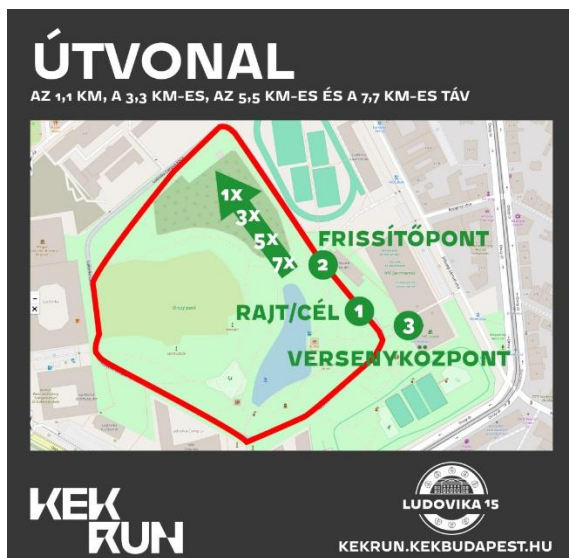 ÚTVONAL
AZ 1,1 KM, A 3,3 KM-ES, AZ 5,5 KM-ES ÉS A 7,7 KM-ES TÁV
1X
3X
5X
7X
FRISSÍTŐPONT
2
RAJT/CÉL
1
3
VERSENYKÖZPONT
KEK
RUN
LUDOVIKA 15
KEKRUN.KEKBUDAPEST.HU